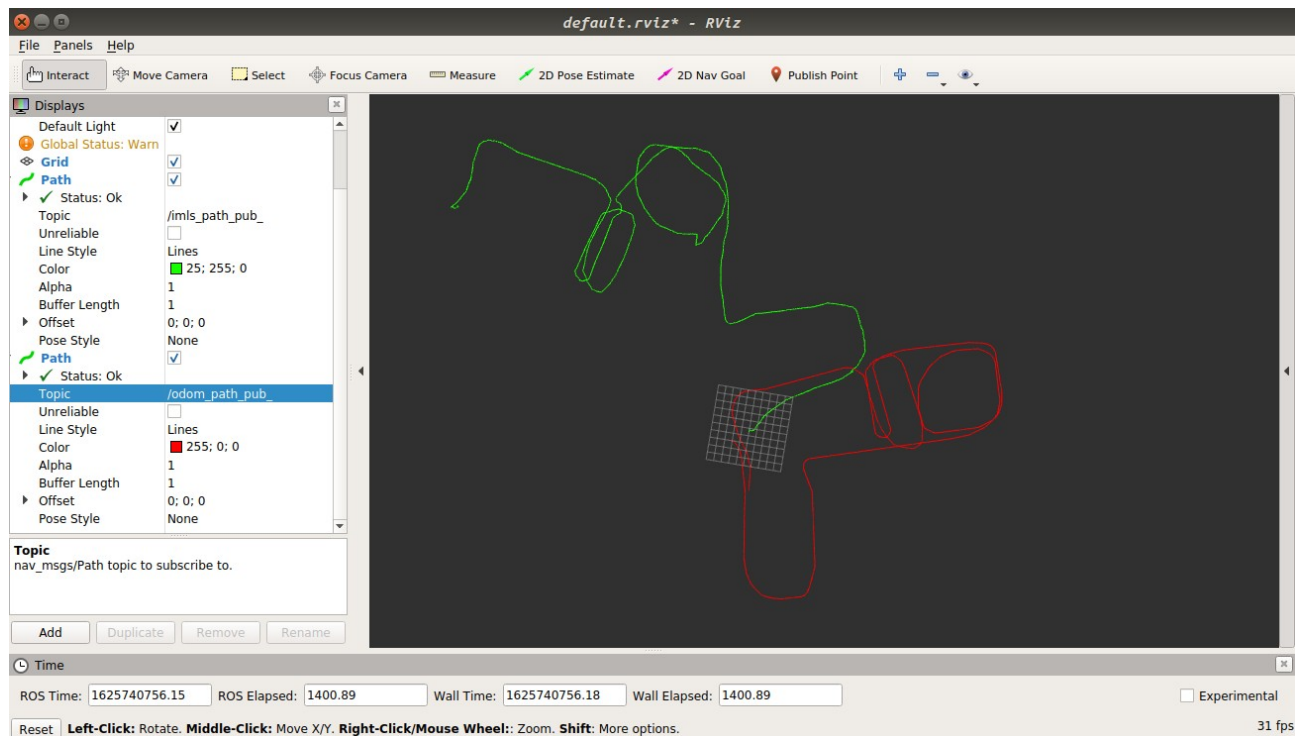 default.rviz* - RViz
File Panels Help
Interact Move Camera Select Focus Camera Measure 2D Pose Estimate 2D Nav Goal Publish Point
Displays
Default Light
Global Status: Warn
Grid
Path
Status: Ok
Topic /imls_path_pub_
Unreliable
Line Style Lines
Color 25; 255; 0
Alpha 1
Buffer Length 1
Offset 0; 0; 0
Pose Style None
Path
Status: Ok
Topic /odom_path_pub_
Unreliable
Line Style Lines
Color 255; 0; 0
Alpha 1
Buffer Length 1
Offset 0; 0; 0
Pose Style None
Topic
nav_msgs/Path topic to subscribe to.
Add Duplicate Remove Rename
Time
ROS Time: 1625740756.15 ROS Elapsed: 1400.89 Wall Time: 1625740756.18 Wall Elapsed: 1400.89 Experimental
Reset Left-Click: Rotate. Middle-Click: Move X/Y. Right-Click/Mouse Wheel:: Zoom. Shift: More options. 31 fps